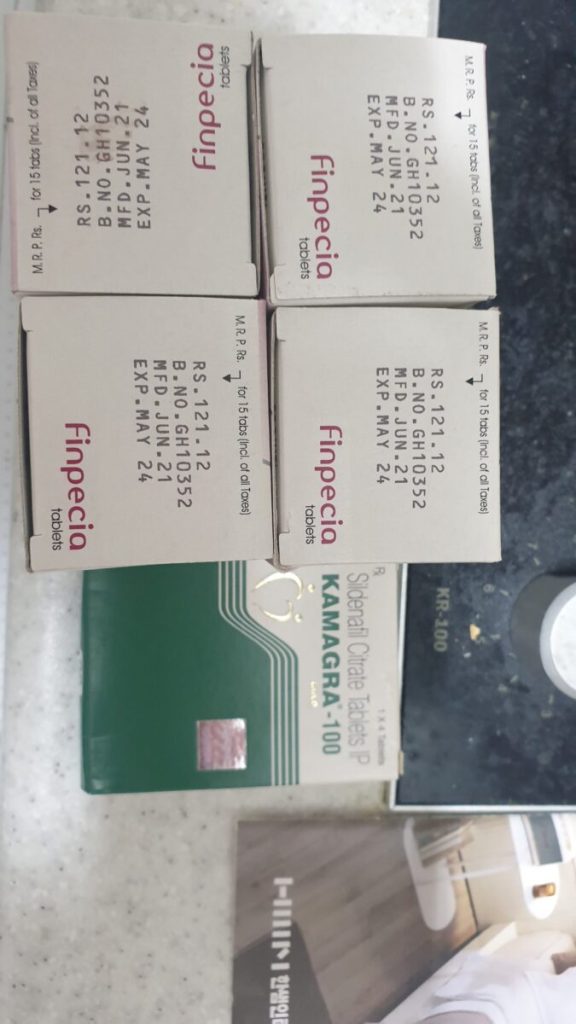 Finpecia
tablets
M.R.P. Rs. for 15 tabs (Incl. of all Taxes)
RS.121.12
B.NO.GH10352
MFD.JUN.21
EXP.MAY 24
M.R.P. Rs. for 15 tabs (Incl. of all Taxes)
RS.121.12
B.NO.GH10352
MFD.JUN.21
EXP.MAY 24
Finpecia
tablets
M.R.P. Rs. for 15 tabs (Incl. of all Taxes)
RS.121.12
B.NO.GH10352
MFD.JUN.21
EXP.MAY 24
Finpecia
tablets
M.R.P. Rs. for 15 tabs (Incl. of all Taxes)
RS.121.12
B.NO.GH10352
MFD.JUN.21
EXP.MAY 24
Finpecia
tablets
1 X 4 Tablets
Sildenafil Citrate Tablets IP
KAMAGRA®-100
KR-100